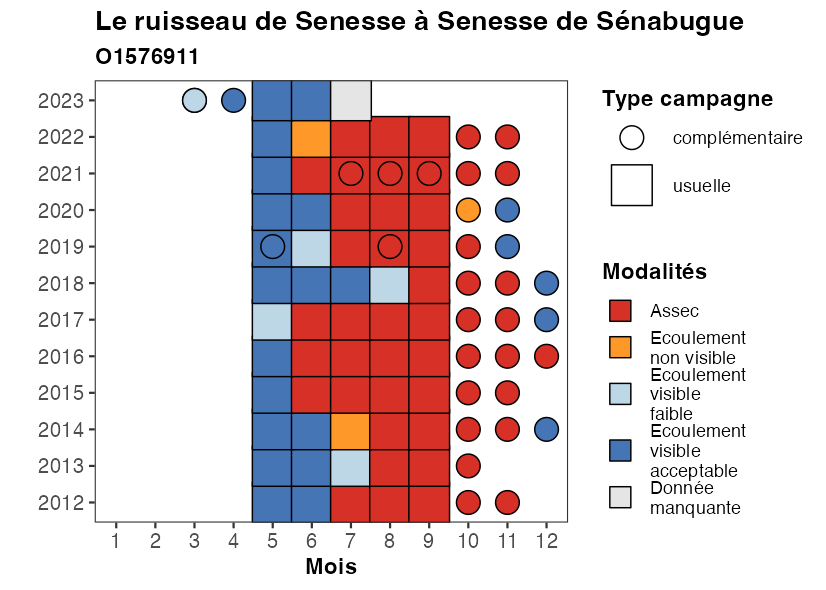 Le ruisseau de Senesse à Senesse de Sénabugue
O1576911
2023
2022
2021
2020
2019
2018
2017
2016
2015
2014
2013
2012
1 2 3 4 5 6 7 8 9 10 11 12
Mois
Type campagne
complémentaire
usuelle
Modalités
Assec
Ecoulement
non visible
Ecoulement
visible
faible
Ecoulement
visible
acceptable
Donnée
manquante